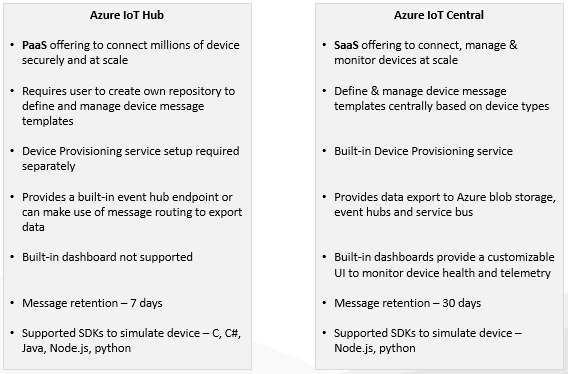 Azure IoT Hub
• PaaS offering to connect millions of device
securely and at scale
• Requires user to create own repository to
define and manage device message
templates
• Device Provisioning service setup required
separately
• Provides a built-in event hub endpoint or
can make use of message routing to export
data
• Built-in dashboard not supported
• Message retention – 7 days
• Supported SDKs to simulate device – C, C#,
Java, Node.js, python
Azure IoT Central
• SaaS offering to connect, manage &
monitor devices at scale
• Define & manage device message
templates centrally based on device types
• Built-in Device Provisioning service
• Provides data export to Azure blob storage,
event hubs and service bus
• Built-in dashboards provide a customizable
UI to monitor device health and telemetry
• Message retention – 30 days
• Supported SDKs to simulate device –
Node.js, python